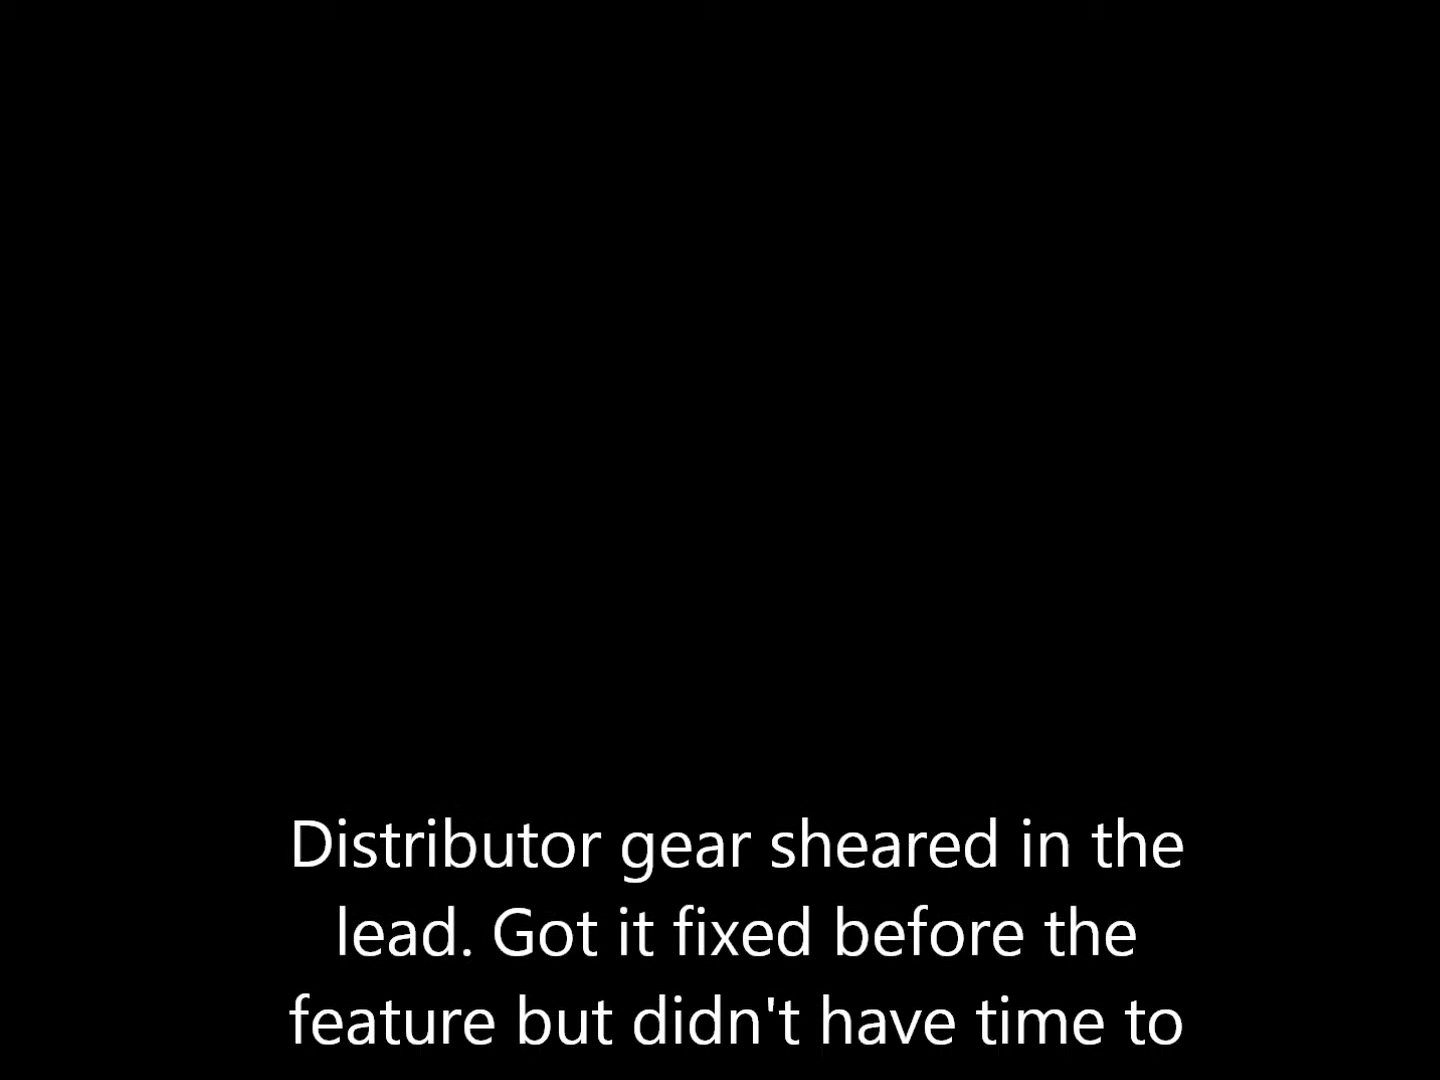 Distributor gear sheared in the
lead. Got it fixed before the
feature but didn't have time to